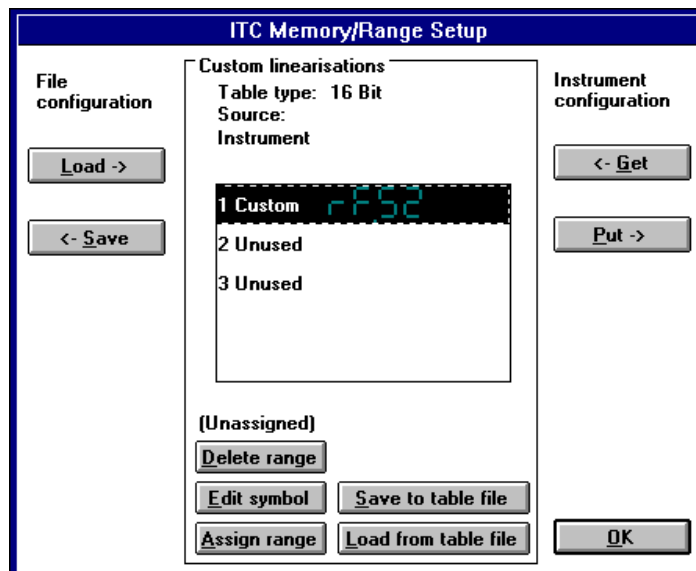 ITC Memory/Range Setup
File
configuration
Load ->
<- Save
Custom linearisations
Table type: 16 Bit
Source:
Instrument
1 Custom rF.52
2 Unused
3 Unused
(Unassigned)
Delete range
Edit symbol
Save to table file
Assign range
Load from table file
Instrument
configuration
<- Get
Put ->
OK